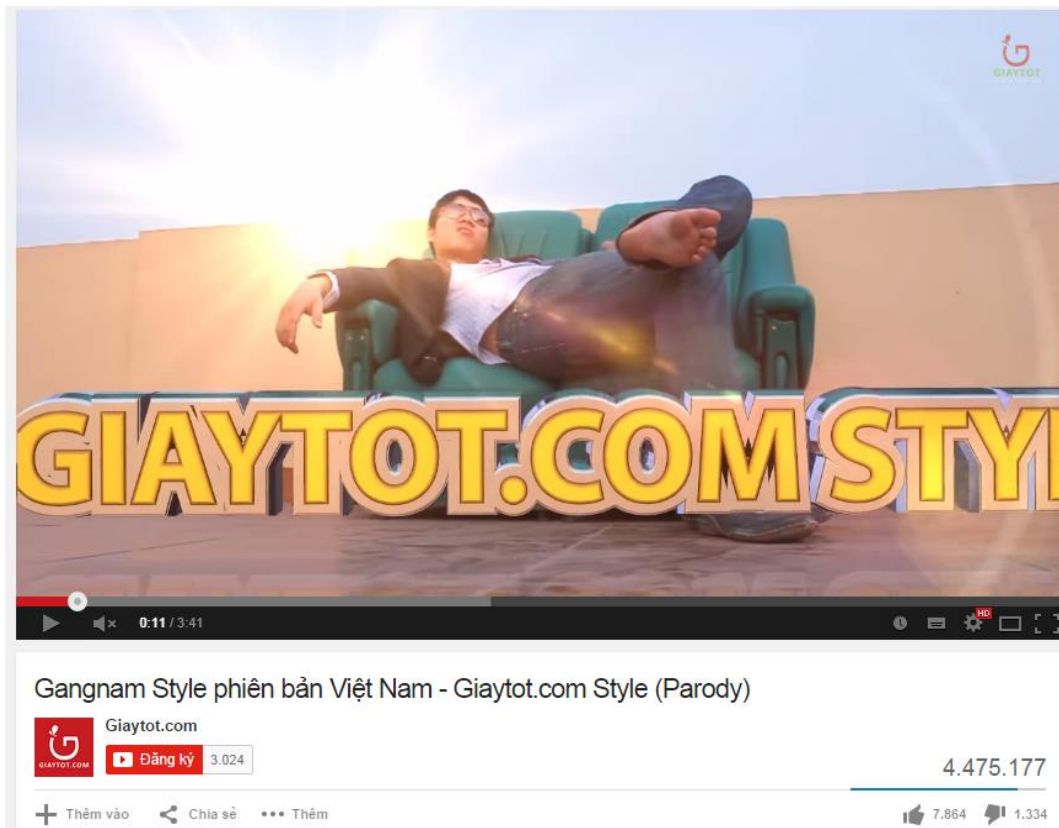 GIAYTOT
GIAYTOT.COM STY
HD
0:11 / 3:41
Gangnam Style phiên bản Việt Nam - Giaytot.com Style (Parody)
Giaytot.com
GIAYTOT.COM
Đăng ký 3.024
4.475.177
Thêm vào Chia sẻ Thêm
7.864 1.334